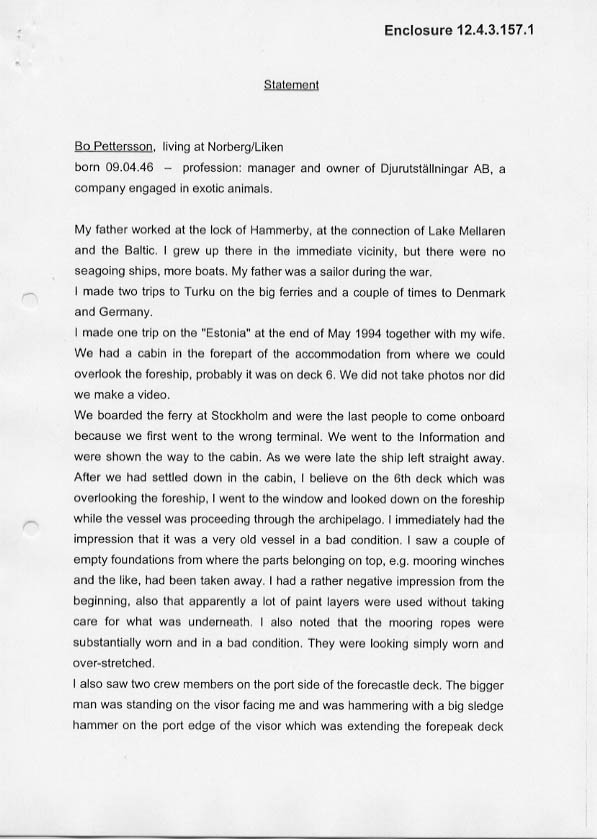 Enclosure 12.4.3.157.1
Statement
Bo Pettersson, living at Norberg/Liken
born 09.04.46 – profession: manager and owner of Djurutställningar AB, a
company engaged in exotic animals.
My father worked at the lock of Hammerby, at the connection of Lake Mellaren
and the Baltic. I grew up there in the immediate vicinity, but there were no
seagoing ships, more boats. My father was a sailor during the war.
I made two trips to Turku on the big ferries and a couple of times to Denmark
and Germany.
I made one trip on the "Estonia" at the end of May 1994 together with my wife.
We had a cabin in the forepart of the accommodation from where we could
overlook the foreship, probably it was on deck 6. We did not take photos nor did
we make a video.
We boarded the ferry at Stockholm and were the last people to come onboard
because we first went to the wrong terminal. We went to the Information and
were shown the way to the cabin. As we were late the ship left straight away.
After we had settled down in the cabin, I believe on the 6th deck which was
overlooking the foreship, I went to the window and looked down on the foreship
while the vessel was proceeding through the archipelago. I immediately had the
impression that it was a very old vessel in a bad condition. I saw a couple of
empty foundations from where the parts belonging on top, e.g. mooring winches
and the like, had been taken away. I had a rather negative impression from the
beginning, also that apparently a lot of paint layers were used without taking
care for what was underneath. I also noted that the mooring ropes were
substantially worn and in a bad condition. They were looking simply worn and
over-stretched.
I also saw two crew members on the port side of the forecastle deck. The bigger
man was standing on the visor facing me and was hammering with a big sledge
hammer on the port edge of the visor which was extending the forepeak deck